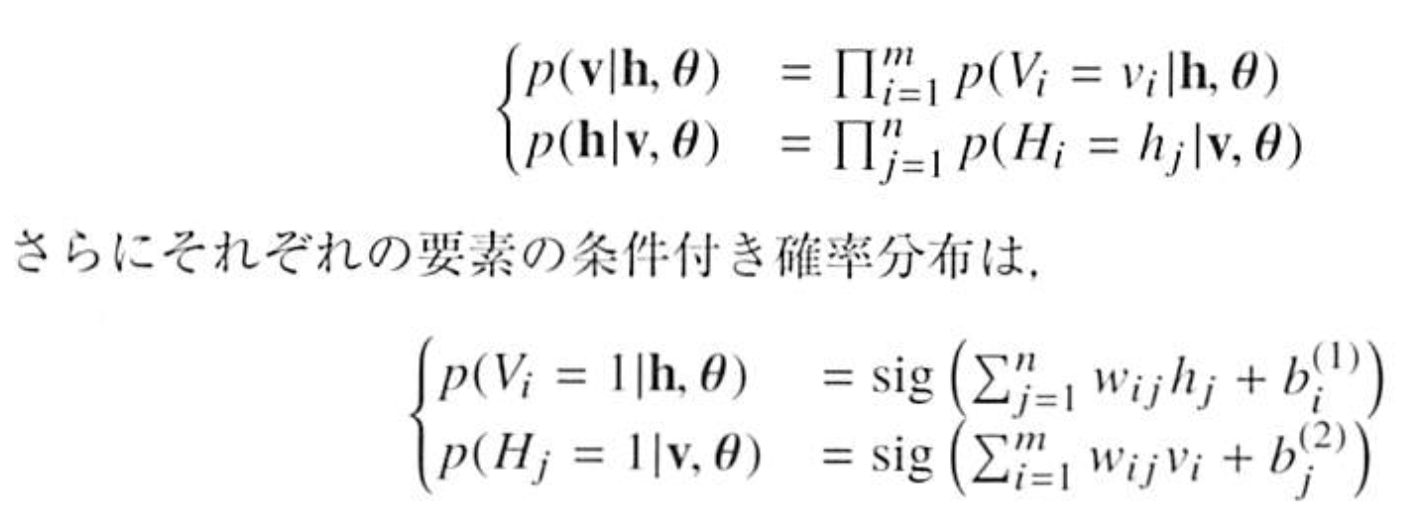 p(v|h, θ) = ∏_{i=1}^{m} p(V_i = v_i|h, θ)
p(h|v, θ) = ∏_{j=1}^{n} p(H_i = h_j|v, θ)
さらにそれぞれの要素の条件付き確率分布は,
p(V_i = 1|h, θ) = sig(∑_{j=1}^{n} w_{ij}h_j + b_i^{(1)})
p(H_j = 1|v, θ) = sig(∑_{i=1}^{m} w_{ij}v_i + b_j^{(2)})